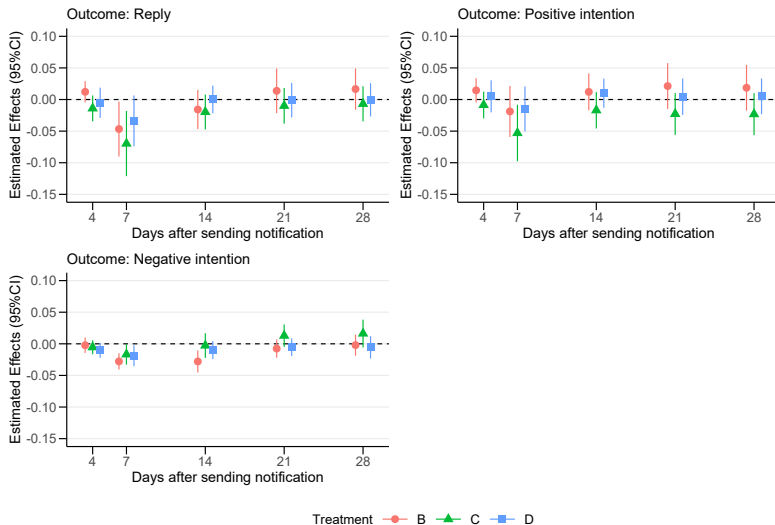 Outcome: Reply
Estimated Effects (95%CI)
0.10
0.05
0.00
-0.05
-0.10
-0.15
4 7 14 21 28
Days after sending notification
Outcome: Positive intention
Estimated Effects (95%CI)
0.10
0.05
0.00
-0.05
-0.10
-0.15
4 7 14 21 28
Days after sending notification
Outcome: Negative intention
Estimated Effects (95%CI)
0.10
0.05
0.00
-0.05
-0.10
-0.15
4 7 14 21 28
Days after sending notification
Treatment B C D